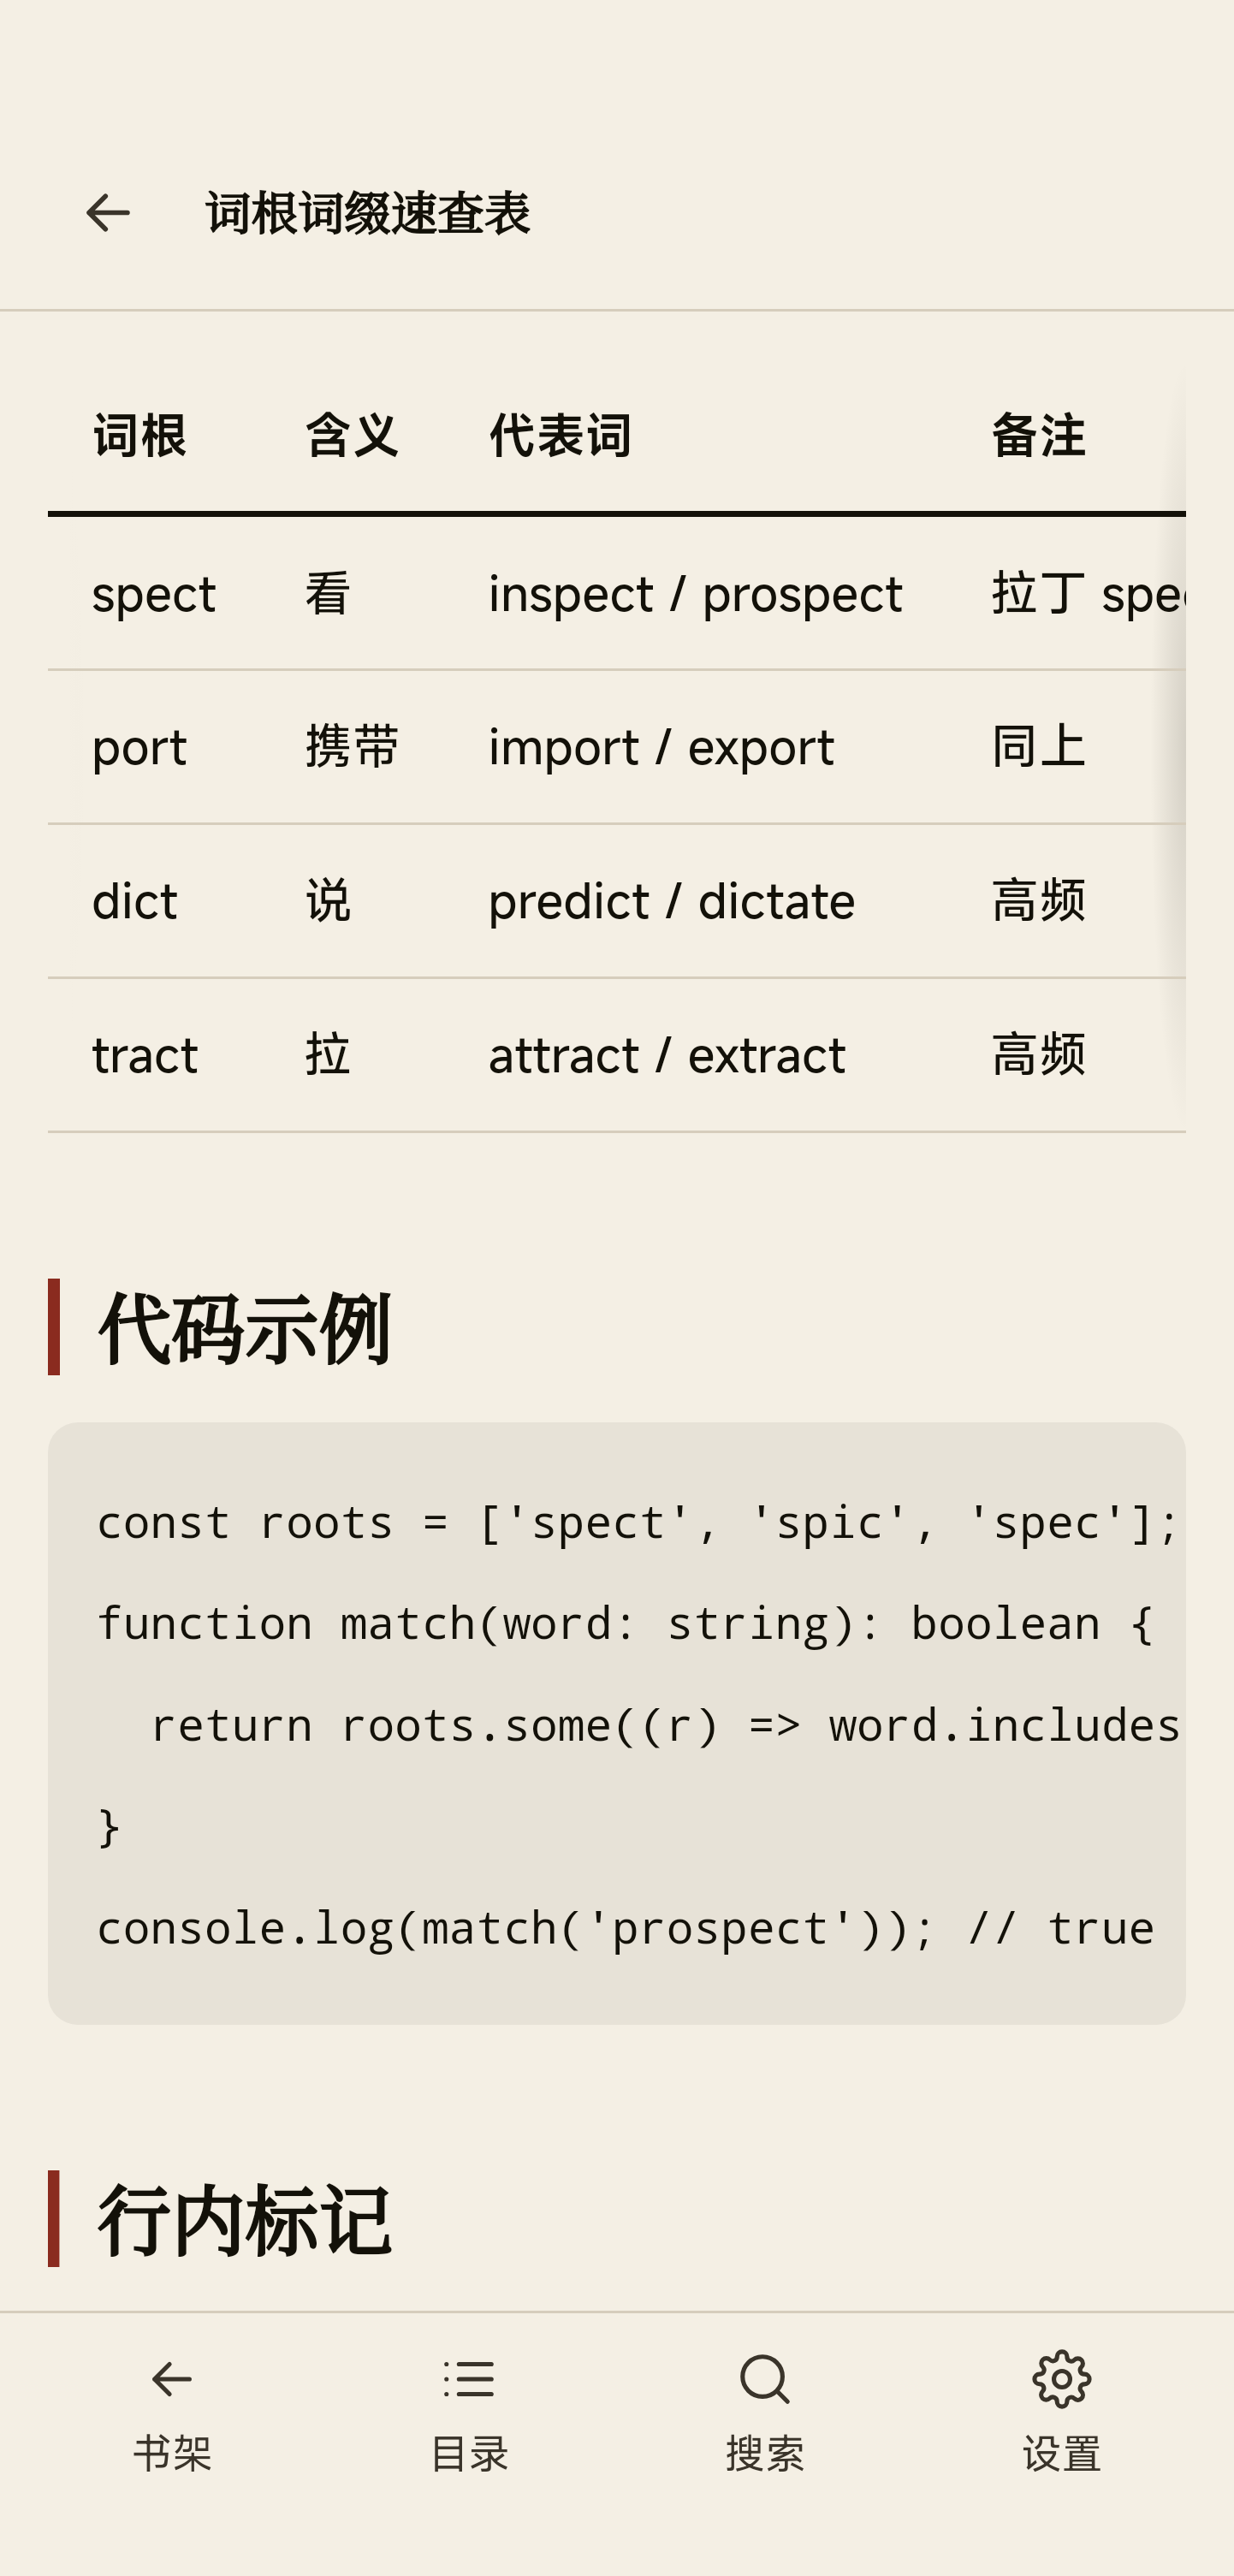 词根词缀速查表
词根 含义 代表词 备注
spect 看 inspect / prospect 拉丁
port 携带 import / export 同上
dict 说 predict / dictate 高频
tract 拉 attract / extract 高频
代码示例
const roots = ['spect', 'spic', 'spec'];
function match(word: string): boolean {
  return roots.some((r) => word.includes
}
console.log(match('prospect')); // true
行内标记
书架 目录 搜索 设置